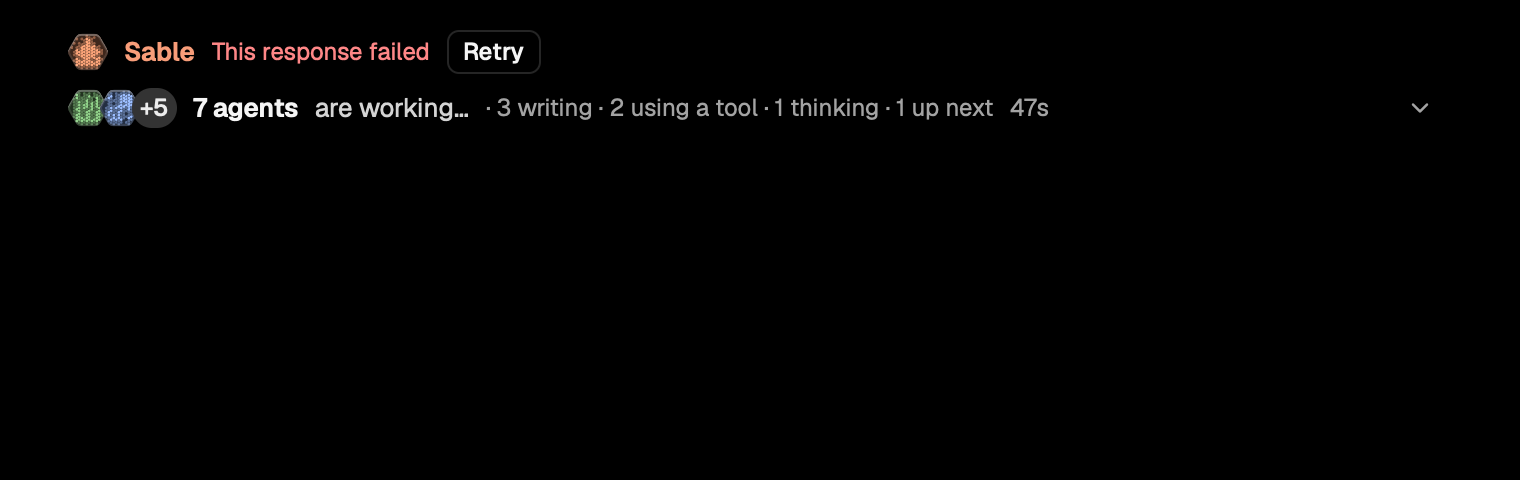 Sable This response failed Retry
+5 7 agents are working... · 3 writing · 2 using a tool · 1 thinking · 1 up next 47s